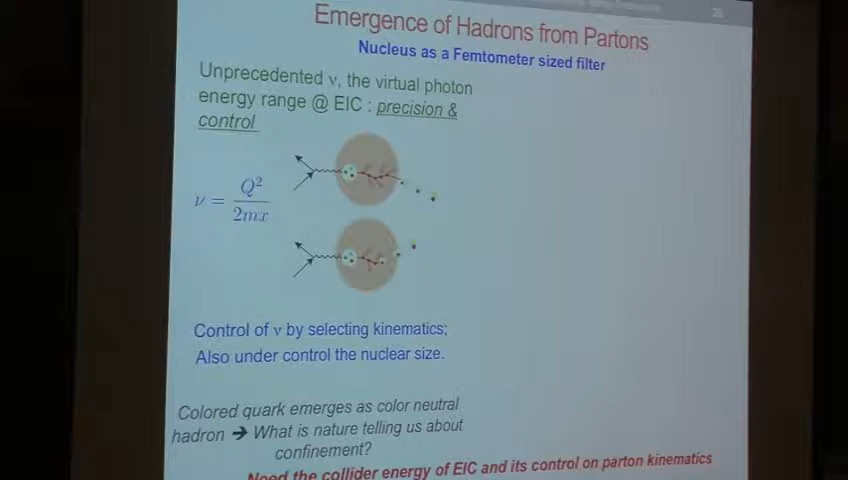 Emergence of Hadrons from Partons
Nucleus as a Femtometer sized filter
Unprecedented ν, the virtual photon
energy range @ EIC : precision &
control
ν = Q² / 2mx
Control of ν by selecting kinematics;
Also under control the nuclear size.
Colored quark emerges as color neutral
hadron ➔ What is nature telling us about
confinement?
Need the collider energy of EIC and its control on parton kinematics